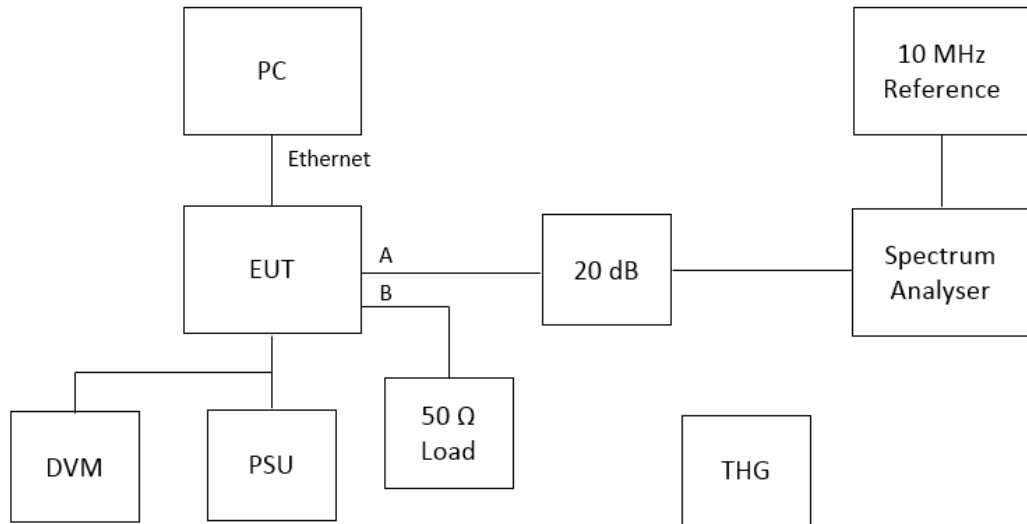 PC
10 MHz
Reference
Ethernet
EUT
A
B
20 dB
Spectrum
Analyser
DVM
PSU
50 Ω
Load
THG